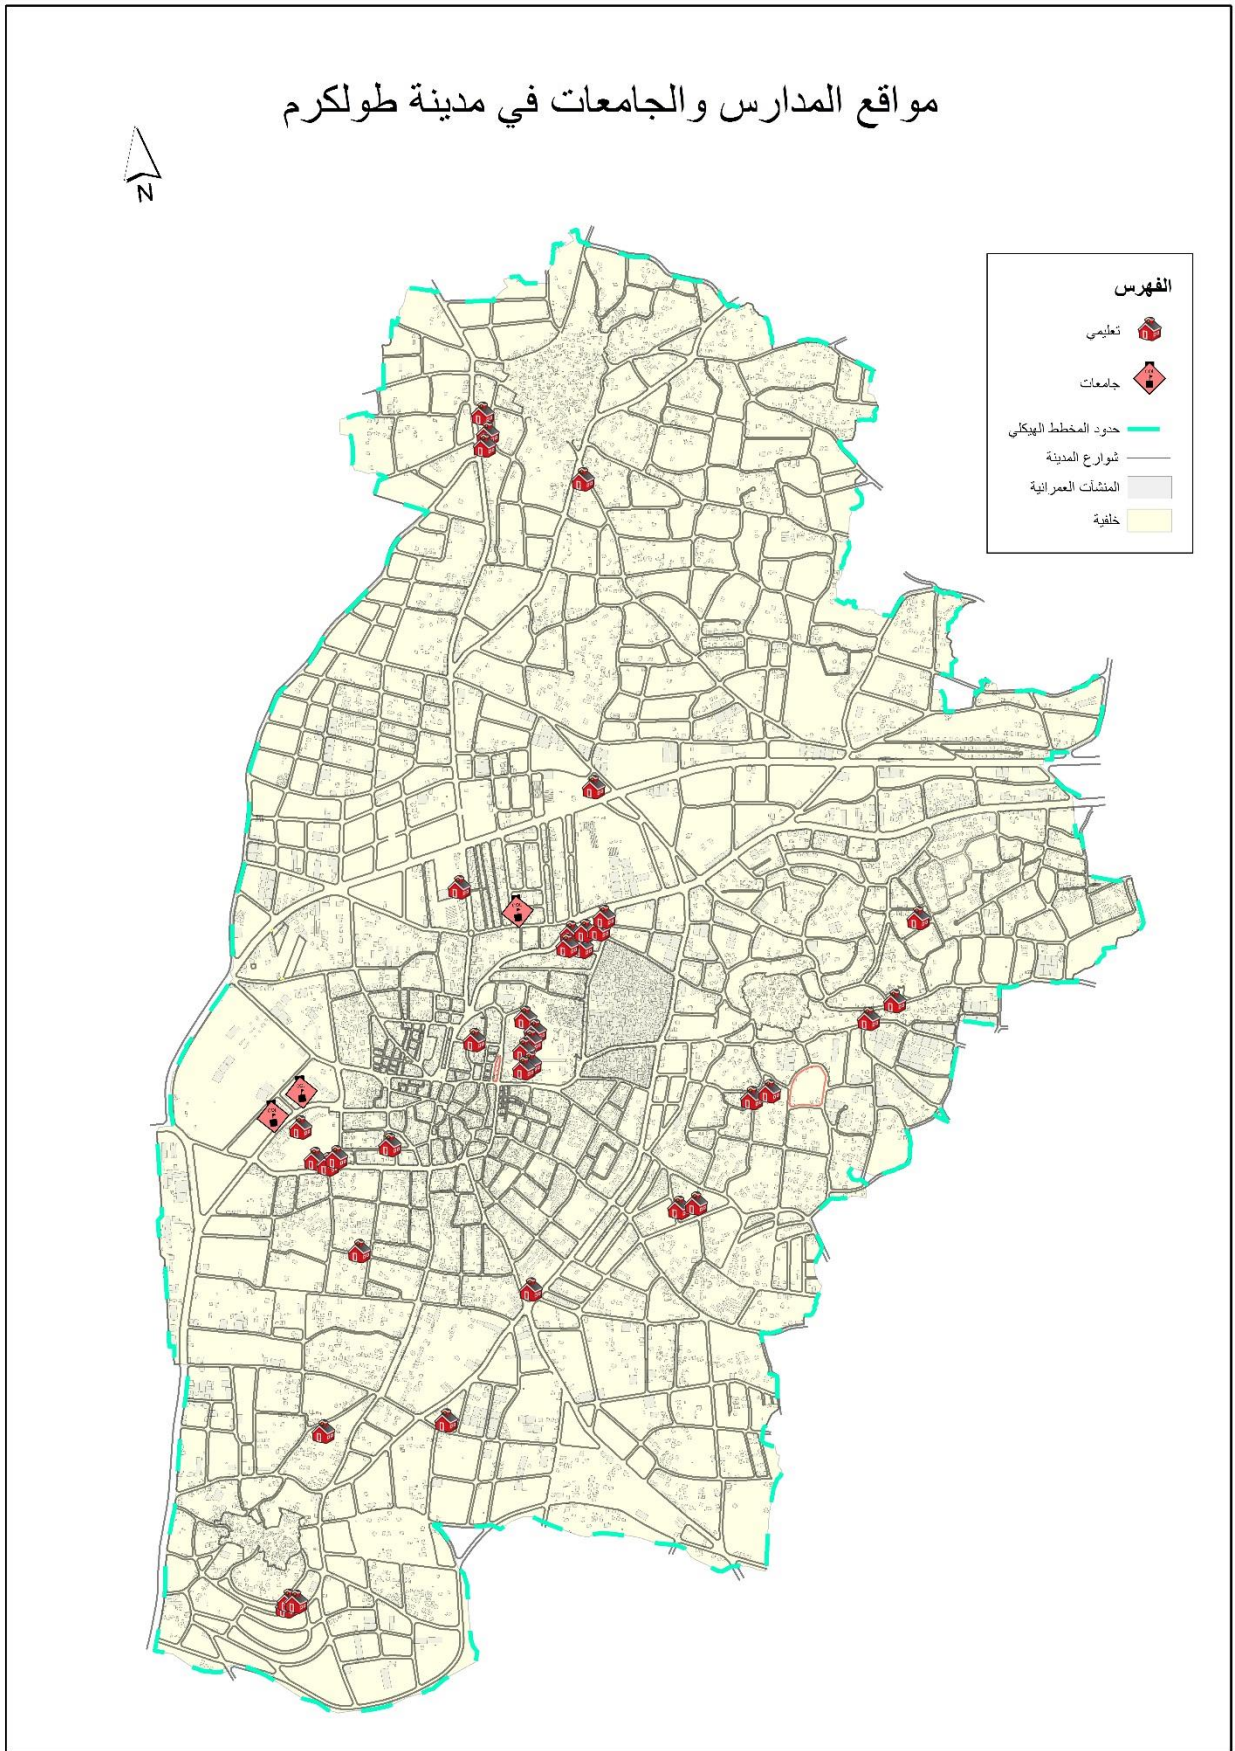 مواقع المدارس والجامعات في مدينة طولكرم
N
الفهرس
تعليمي
جامعات
حدود المخطط الهيكلي
شوارع المدينة
المنشآت العمرانية
خلفية